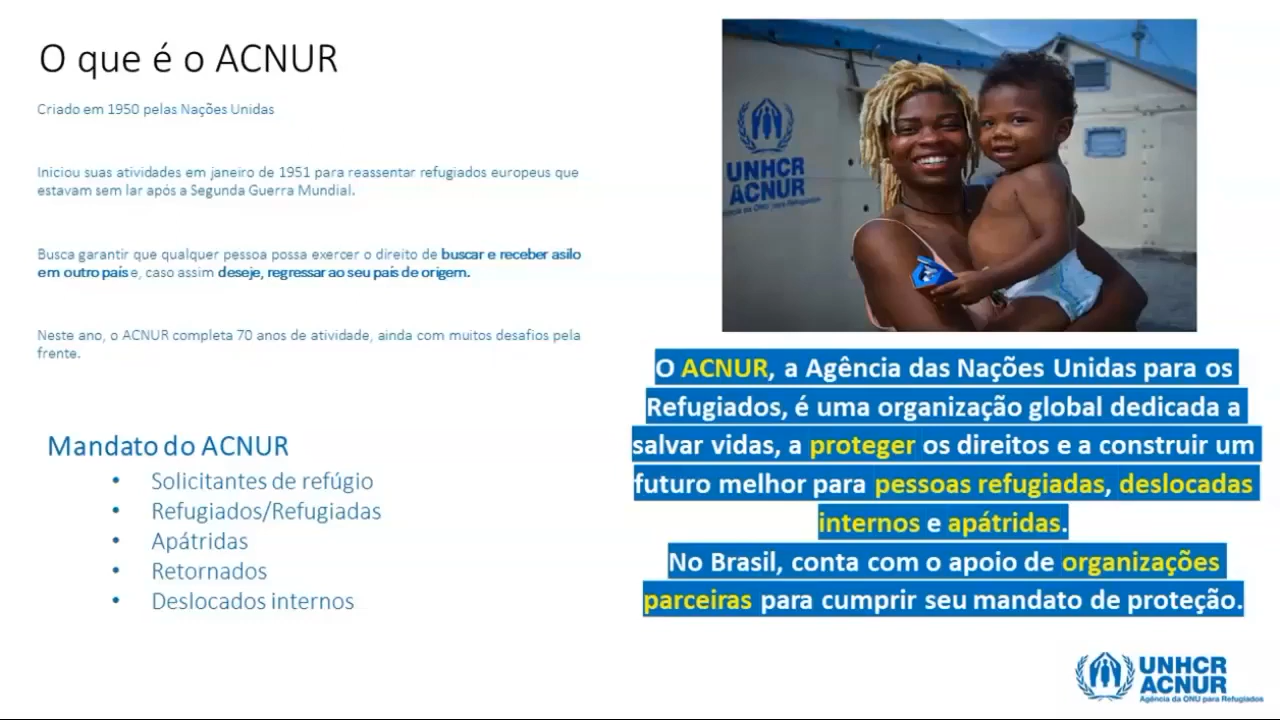 O que é o ACNUR
Criado em 1950 pelas Nações Unidas
Iniciou suas atividades em janeiro de 1951 para reassentar refugiados europeus que
estavam sem lar após a Segunda Guerra Mundial.
Busca garantir que qualquer pessoa possa exercer o direito de buscar e receber asilo
em outro país e, caso assim deseje, regressar ao seu país de origem.
Neste ano, o ACNUR completa 70 anos de atividade, ainda com muitos desafios pela
frente.
Mandato do ACNUR
• Solicitantes de refúgio
• Refugiados/Refugiadas
• Apátridas
• Retornados
• Deslocados internos
UNHCR
ACNUR
Agência da ONU para Refugiados
O ACNUR, a Agência das Nações Unidas para os
Refugiados, é uma organização global dedicada a
salvar vidas, a proteger os direitos e a construir um
futuro melhor para pessoas refugiadas, deslocadas
internos e apátridas.
No Brasil, conta com o apoio de organizações
parceiras para cumprir seu mandato de proteção.
UNHCR
ACNUR
Agência da ONU para Refugiados